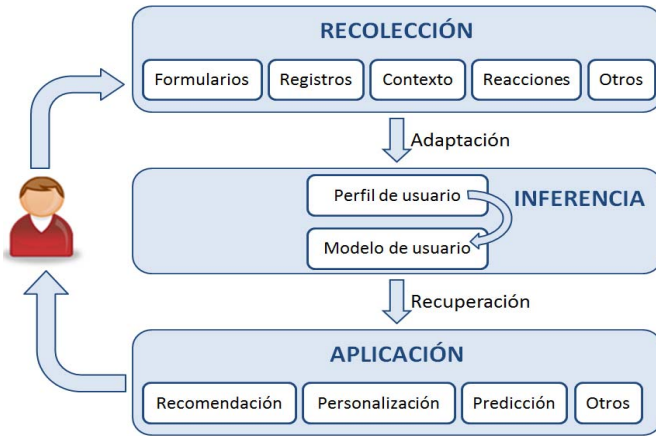 RECOLECCIÓN
Formularios Registros Contexto Reacciones Otros
Adaptación
Perfil de usuario INFERENCIA
Modelo de usuario
Recuperación
APLICACIÓN
Recomendación Personalización Predicción Otros